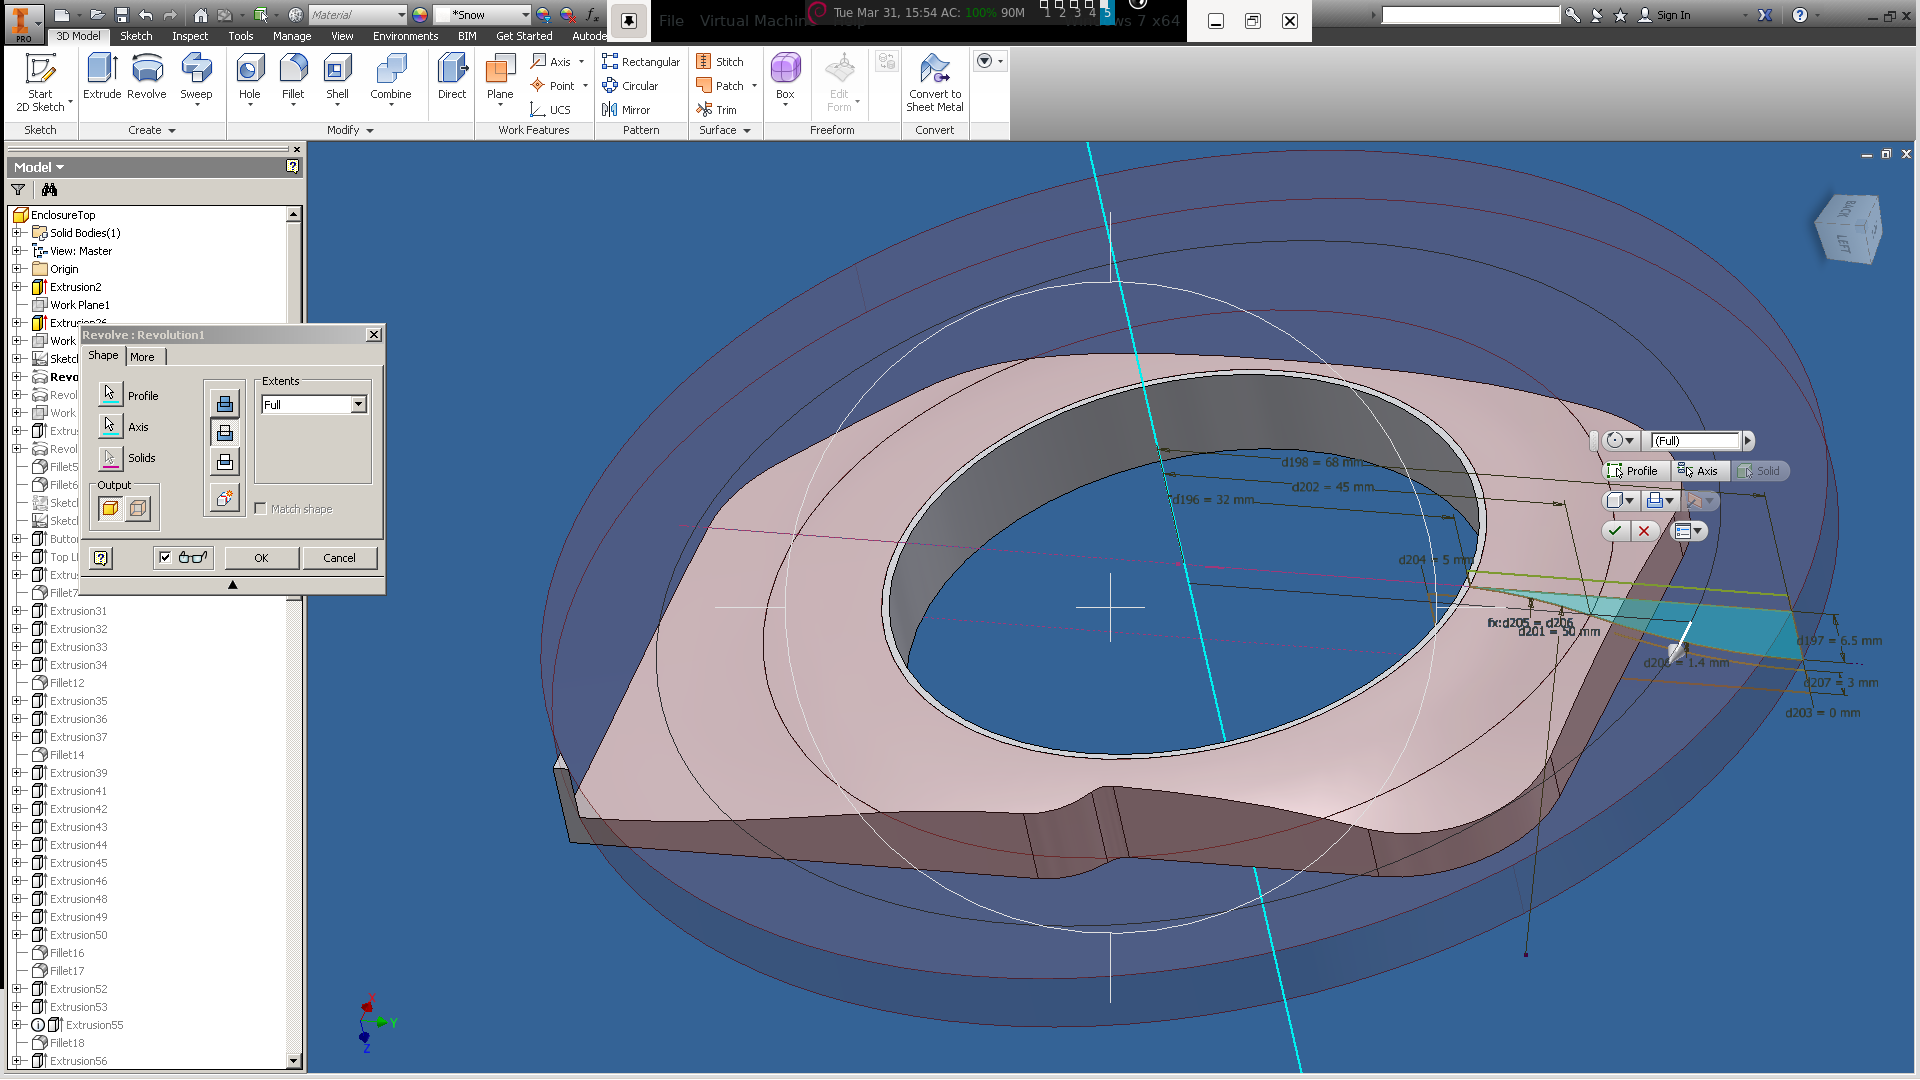 Material
*Snow
File Virtual Machin
Tue Mar 31, 15:54 AC: 100% 90M
1 2 3 4 5
7 x64
Sign In
PRO
3D Model Sketch Inspect Tools Manage View Environments BIM Get Started Autode
Start
2D Sketch
Extrude Revolve Sweep
Hole Fillet Shell Combine Direct
Plane
Axis
Point
UCS
Rectangular
Circular
Mirror
Stitch
Patch
Trim
Box
Edit
Form
Convert to
Sheet Metal
Sketch Create Modify Work Features Pattern Surface Freeform Convert
Model
EnclosureTop
Solid Bodies(1)
View: Master
Origin
Extrusion2
Work Plane1
Extrusion26
Work
Sketc
Revo
Revol
Work
Extrus
Revol
Fillet5
Fillet6
Sketc
Sketc
Butto
Top Li
Extrus
Fillet7
Extrusion31
Extrusion32
Extrusion33
Extrusion34
Fillet12
Extrusion35
Extrusion36
Extrusion37
Fillet14
Extrusion39
Extrusion41
Extrusion42
Extrusion43
Extrusion44
Extrusion45
Extrusion46
Extrusion48
Extrusion49
Extrusion50
Fillet16
Fillet17
Extrusion52
Extrusion53
Extrusion55
Fillet18
Extrusion56
Revolve : Revolution1
Shape More
Profile
Axis
Solids
Output
Extents
Full
Match shape
OK Cancel
BACK
LEFT
(Full)
Profile Axis Solid
d198 = 68 mm
d202 = 45 mm
d196 = 32 mm
d204 = 5 mm
fx:d205 = d206
d201 = 50 mm
d197 = 6.5 mm
= 1.4 mm
d207 = 3 mm
d203 = 0 mm
X
Y
Z